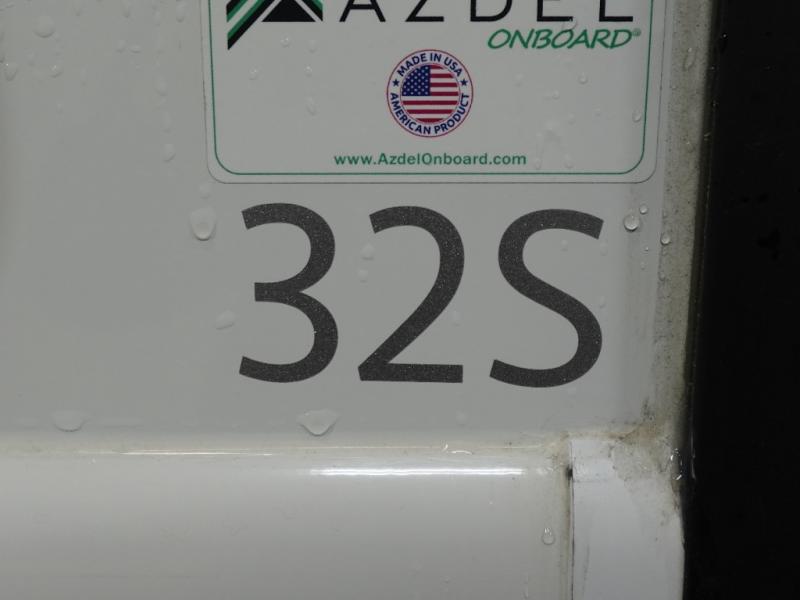 AZDEL
ONBOARD®
MADE IN USA
AMERICAN PRODUCT
www.AzdelOnboard.com
32S